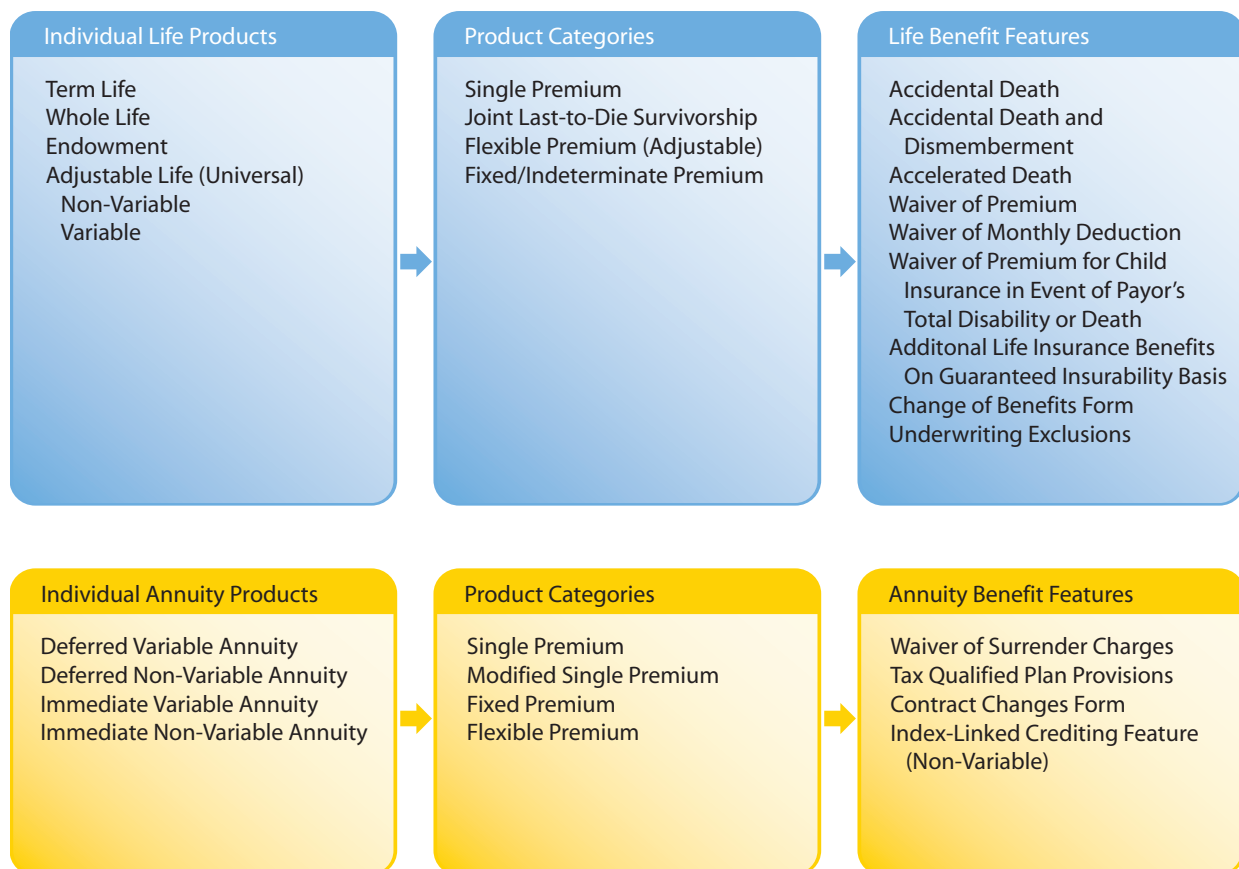 Individual Life Products
Term Life
Whole Life
Endowment
Adjustable Life (Universal)
Non-Variable
Variable
Product Categories
Single Premium
Joint Last-to-Die Survivorship
Flexible Premium (Adjustable)
Fixed/Indeterminate Premium
Life Benefit Features
Accidental Death
Accidental Death and
Dismemberment
Accelerated Death
Waiver of Premium
Waiver of Monthly Deduction
Waiver of Premium for Child
Insurance in Event of Payor's
Total Disability or Death
Additonal Life Insurance Benefits
On Guaranteed Insurability Basis
Change of Benefits Form
Underwriting Exclusions
Individual Annuity Products
Deferred Variable Annuity
Deferred Non-Variable Annuity
Immediate Variable Annuity
Immediate Non-Variable Annuity
Product Categories
Single Premium
Modified Single Premium
Fixed Premium
Flexible Premium
Annuity Benefit Features
Waiver of Surrender Charges
Tax Qualified Plan Provisions
Contract Changes Form
Index-Linked Crediting Feature
(Non-Variable)